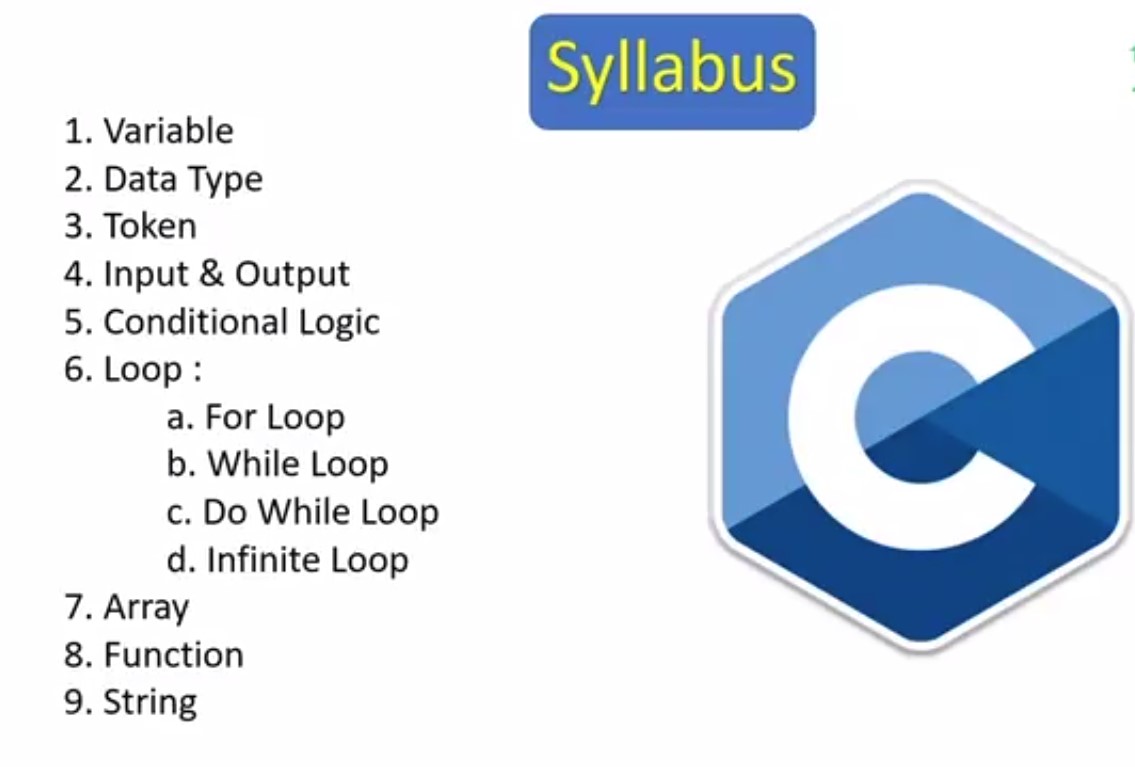 Syllabus
1. Variable
2. Data Type
3. Token
4. Input & Output
5. Conditional Logic
6. Loop :
a. For Loop
b. While Loop
c. Do While Loop
d. Infinite Loop
7. Array
8. Function
9. String
C